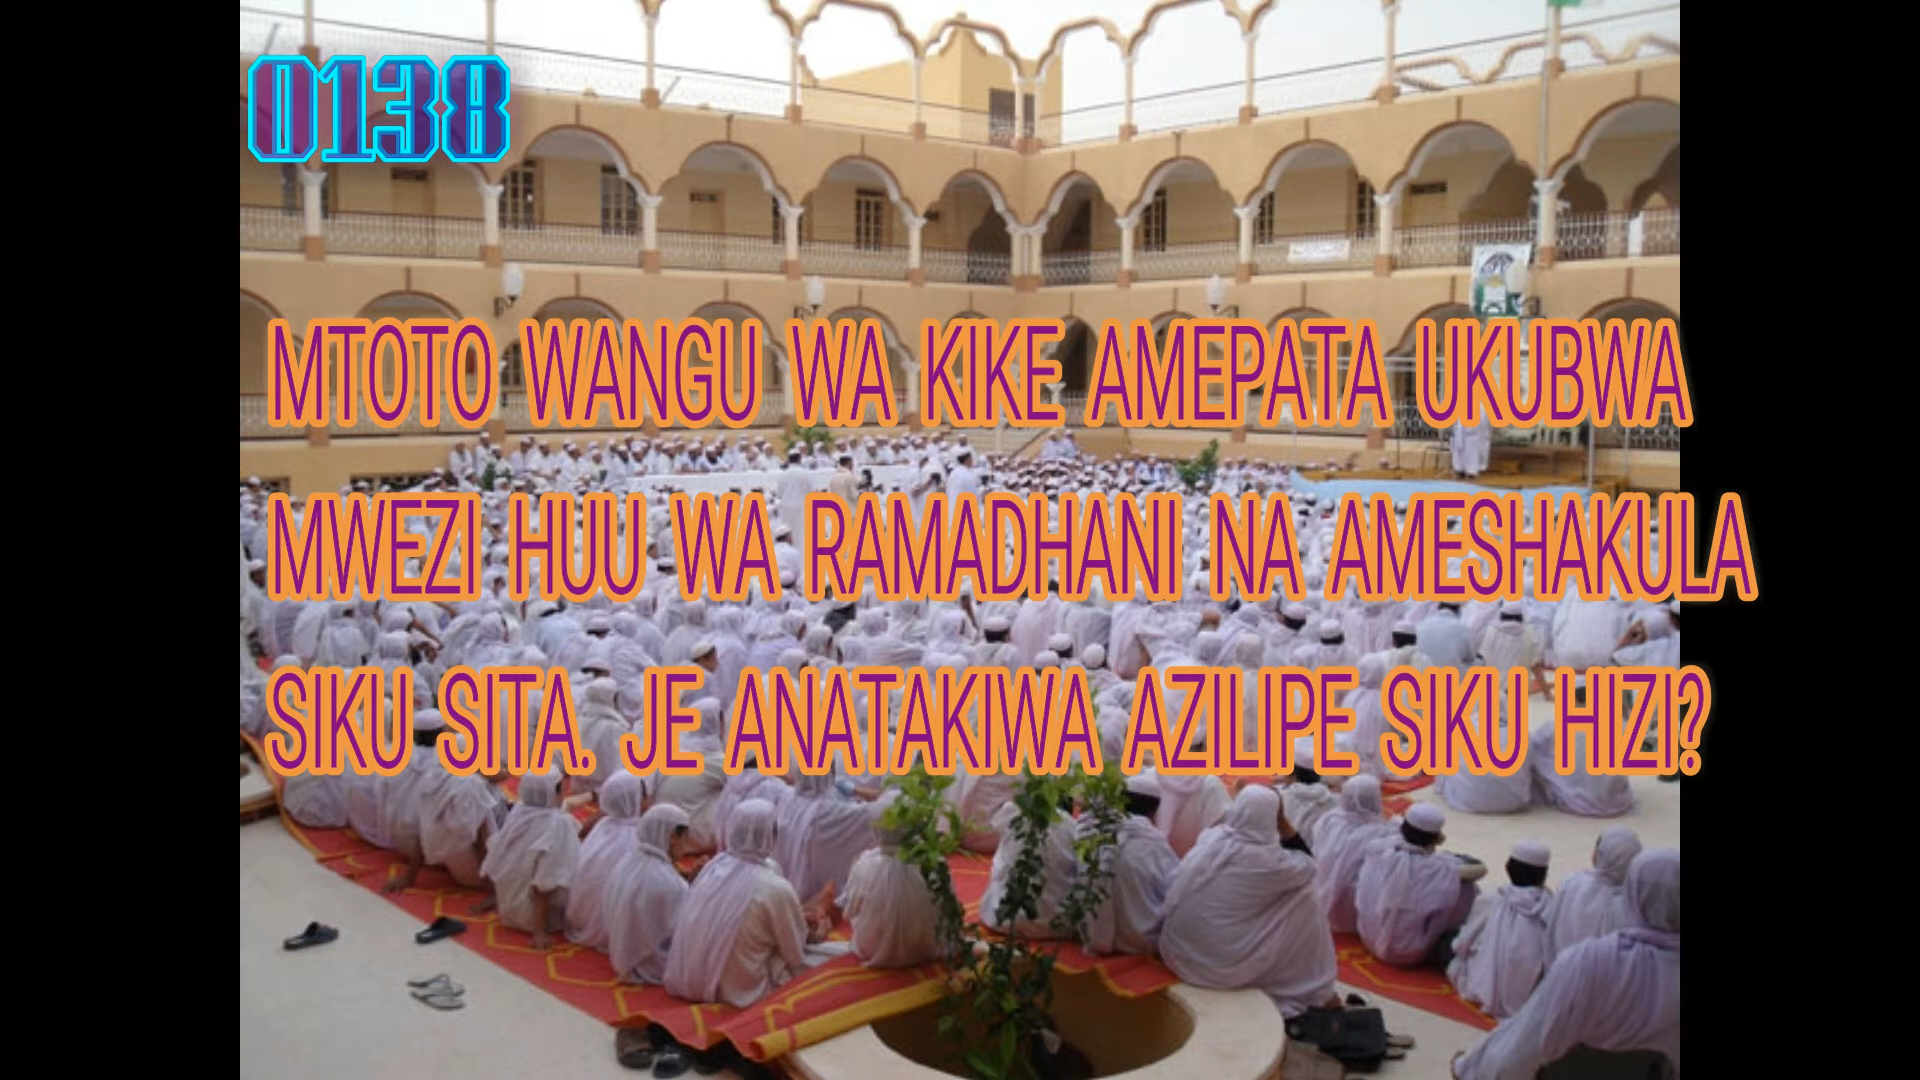 0138
MTOTO WANGU WA KIKE AMEPATA UKUBWA
MWEZI HUU WA RAMADHANI NA AMESHAKULA
SIKU SITA. JE ANATAKIWA AZILIPE SIKU HIZI?